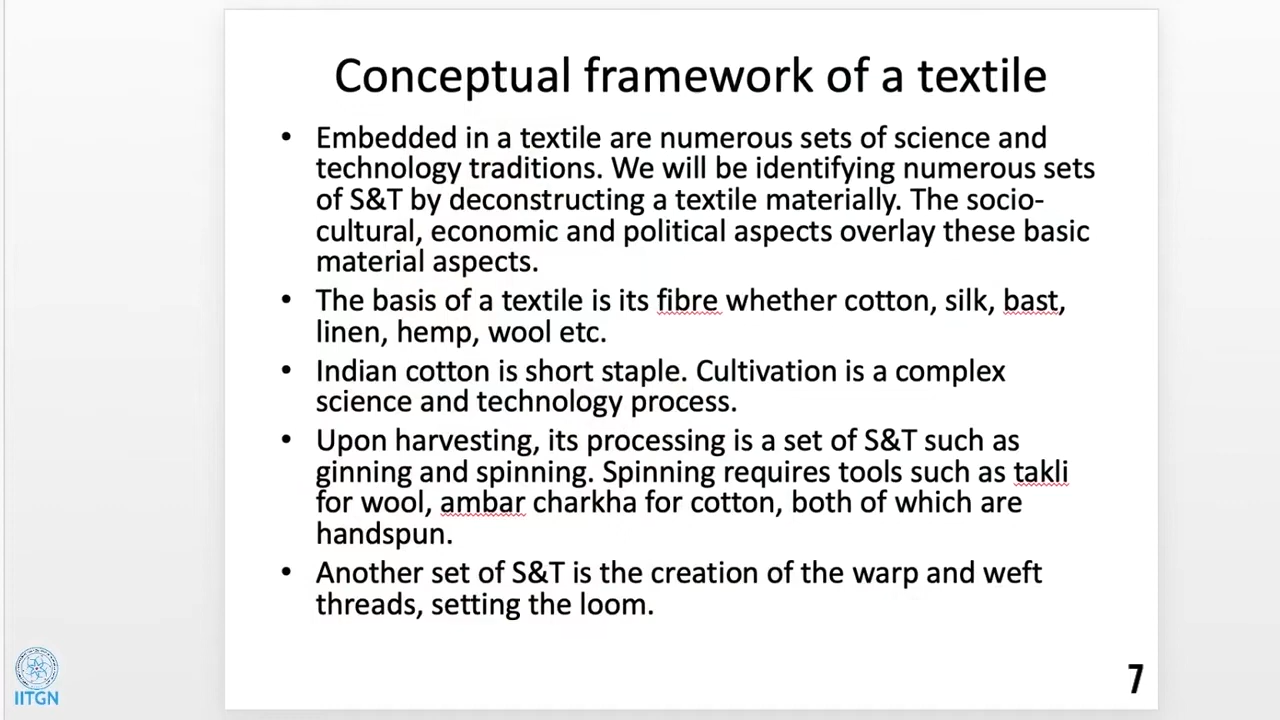 Conceptual framework of a textile
• Embedded in a textile are numerous sets of science and
technology traditions. We will be identifying numerous sets
of S&T by deconstructing a textile materially. The socio-
cultural, economic and political aspects overlay these basic
material aspects.
• The basis of a textile is its fibre whether cotton, silk, bast,
linen, hemp, wool etc.
• Indian cotton is short staple. Cultivation is a complex
science and technology process.
• Upon harvesting, its processing is a set of S&T such as
ginning and spinning. Spinning requires tools such as takli
for wool, ambar charkha for cotton, both of which are
handspun.
• Another set of S&T is the creation of the warp and weft
threads, setting the loom.
7
IITGN